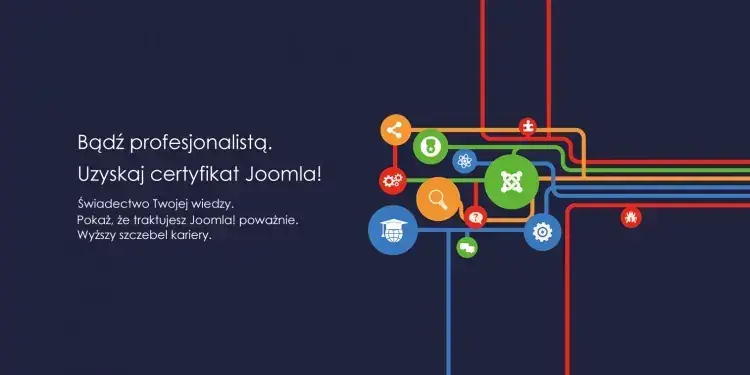 Bądź profesjonalistą.
Uzyskaj certyfikat Joomla!
Świadectwo Twojej wiedzy.
Pokaż, że traktujesz Joomla! poważnie.
Wyższy szczebel kariery.